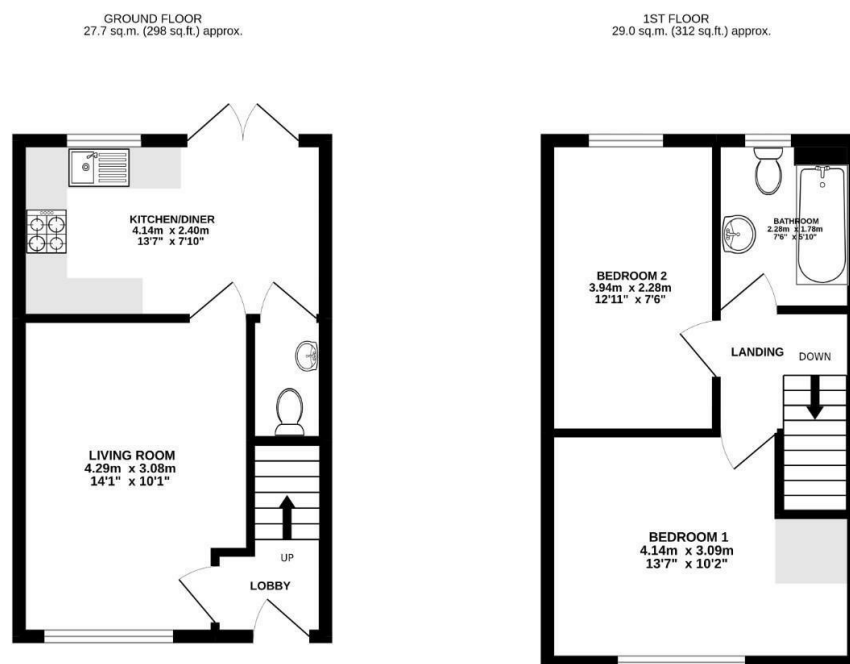 GROUND FLOOR
27.7 sq.m. (298 sq.ft.) approx.
1ST FLOOR
29.0 sq.m. (312 sq.ft.) approx.
KITCHEN/DINER
4.14m x 2.40m
13'7" x 7'10"
LIVING ROOM
4.29m x 3.08m
14'1" x 10'1"
UP
LOBBY
BATHROOM
2.28m x 1.78m
7'6" x 5'10"
BEDROOM 2
3.94m x 2.28m
12'11" x 7'6"
LANDING
DOWN
BEDROOM 1
4.14m x 3.09m
13'7" x 10'2"